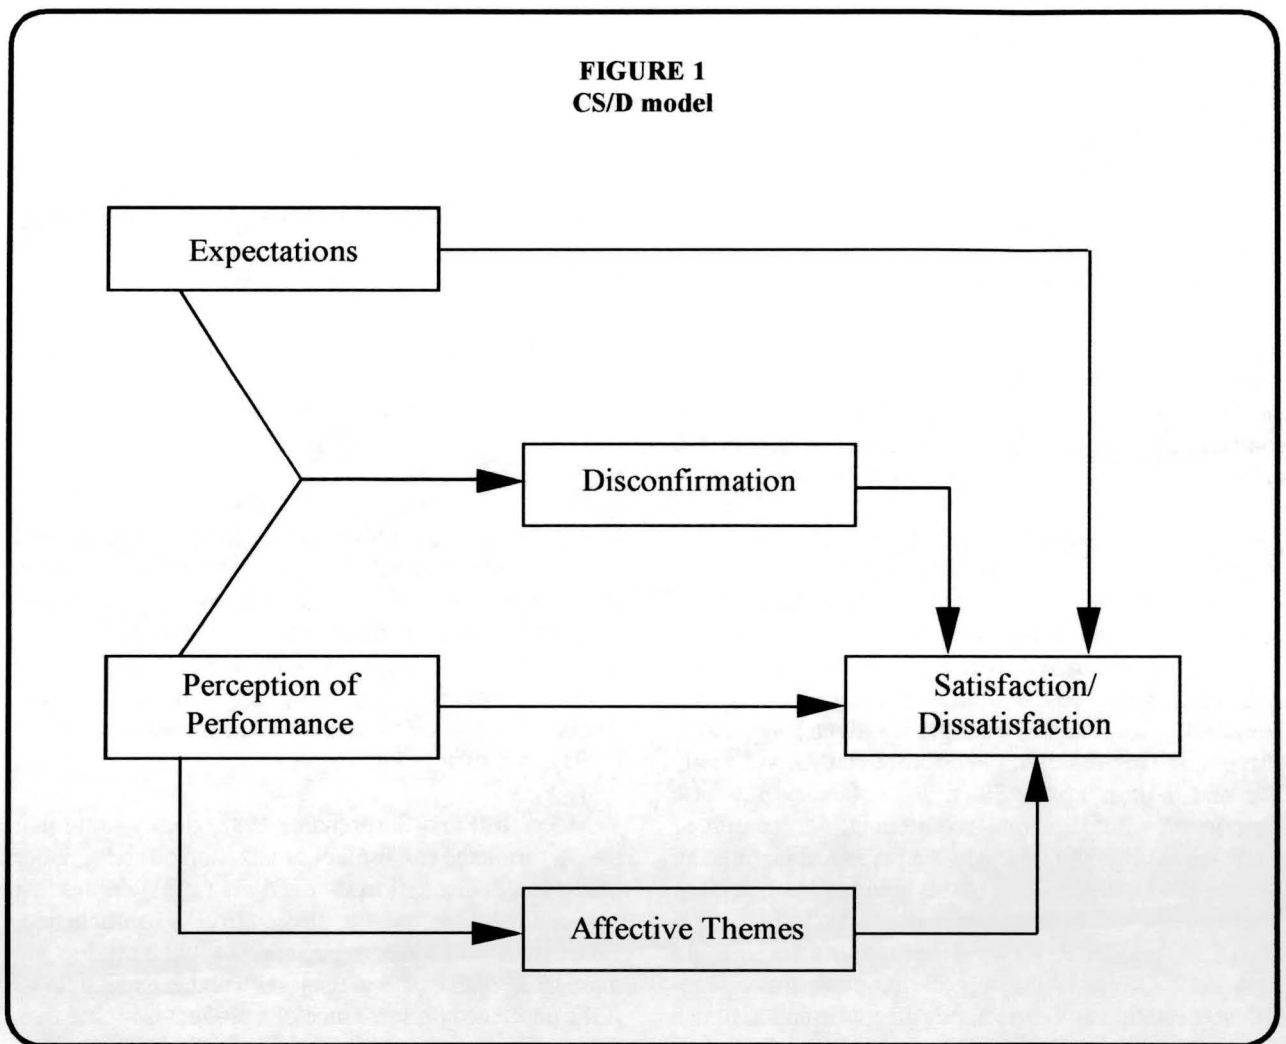 FIGURE 1
CS/D model
Expectations
Disconfirmation
Perception of
Performance
Satisfaction/
Dissatisfaction
Affective Themes